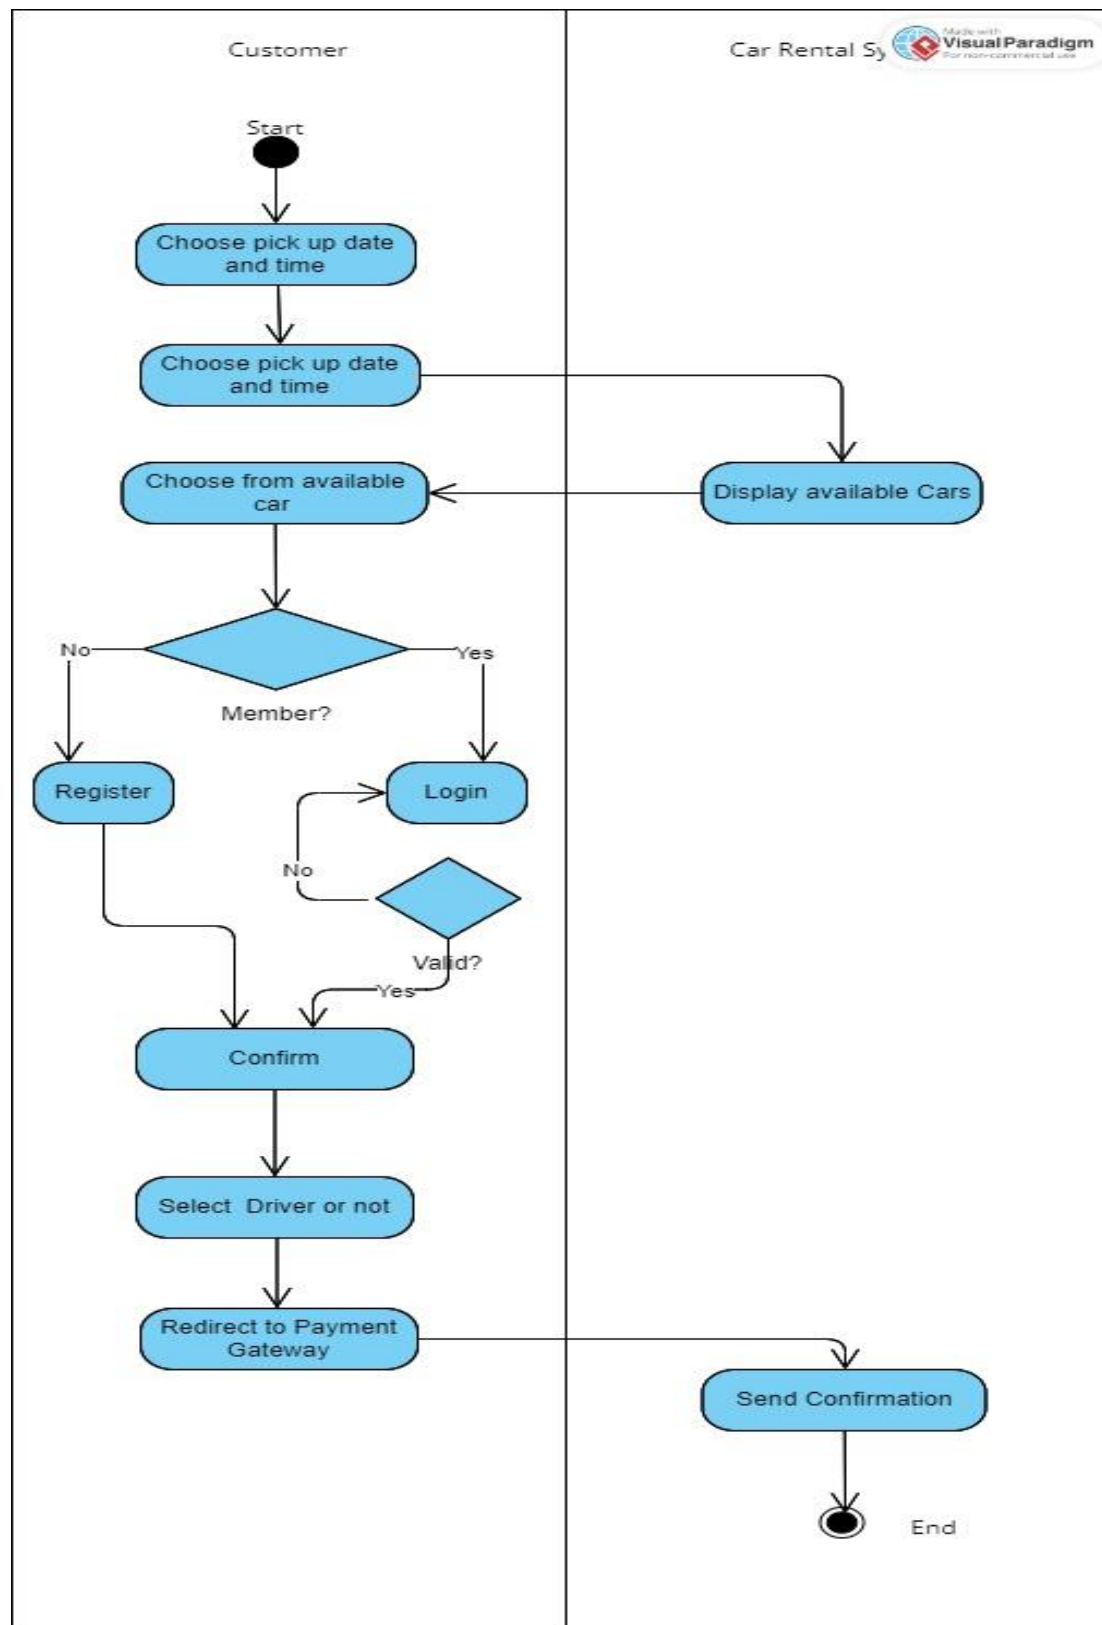 Customer
Car Rental Sy
Made with
Visual Paradigm
For non-commercial use
Start
Choose pick up date
and time
Choose pick up date
and time
Choose from available
car
Display available Cars
No
Yes
Member?
Register
Login
No
Valid?
Yes
Confirm
Select Driver or not
Redirect to Payment
Gateway
Send Confirmation
End